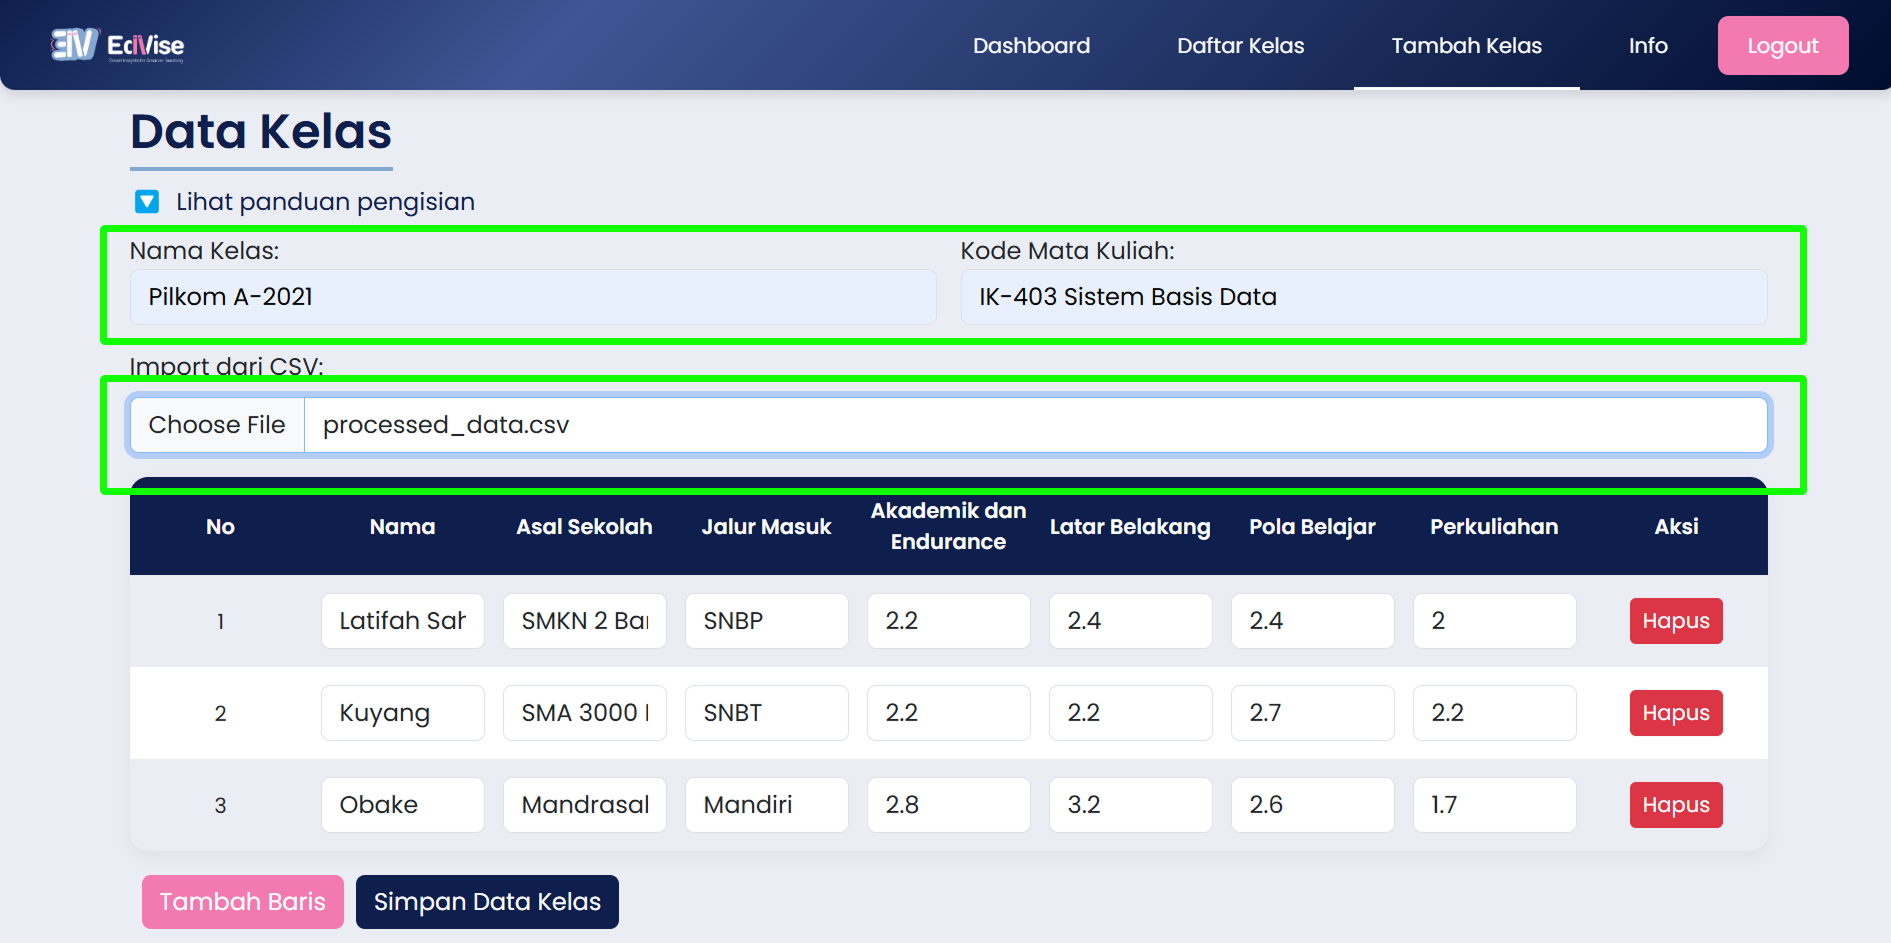 EdiVise
Dashboard
Daftar Kelas
Tambah Kelas
Info
Logout
Data Kelas
Lihat panduan pengisian
Nama Kelas:
Kode Mata Kuliah:
Pilkom A-2021
IK-403 Sistem Basis Data
Import dari CSV:
Choose File processed_data.csv
No Nama Asal Sekolah Jalur Masuk Akademik dan Endurance Latar Belakang Pola Belajar Perkuliahan Aksi
1 Latifah Sah SMKN 2 Ba SNBP 2.2 2.4 2.4 2 Hapus
2 Kuyang SMA 3000 SNBT 2.2 2.2 2.7 2.2 Hapus
3 Obake Mandrasal Mandiri 2.8 3.2 2.6 1.7 Hapus
Tambah Baris
Simpan Data Kelas